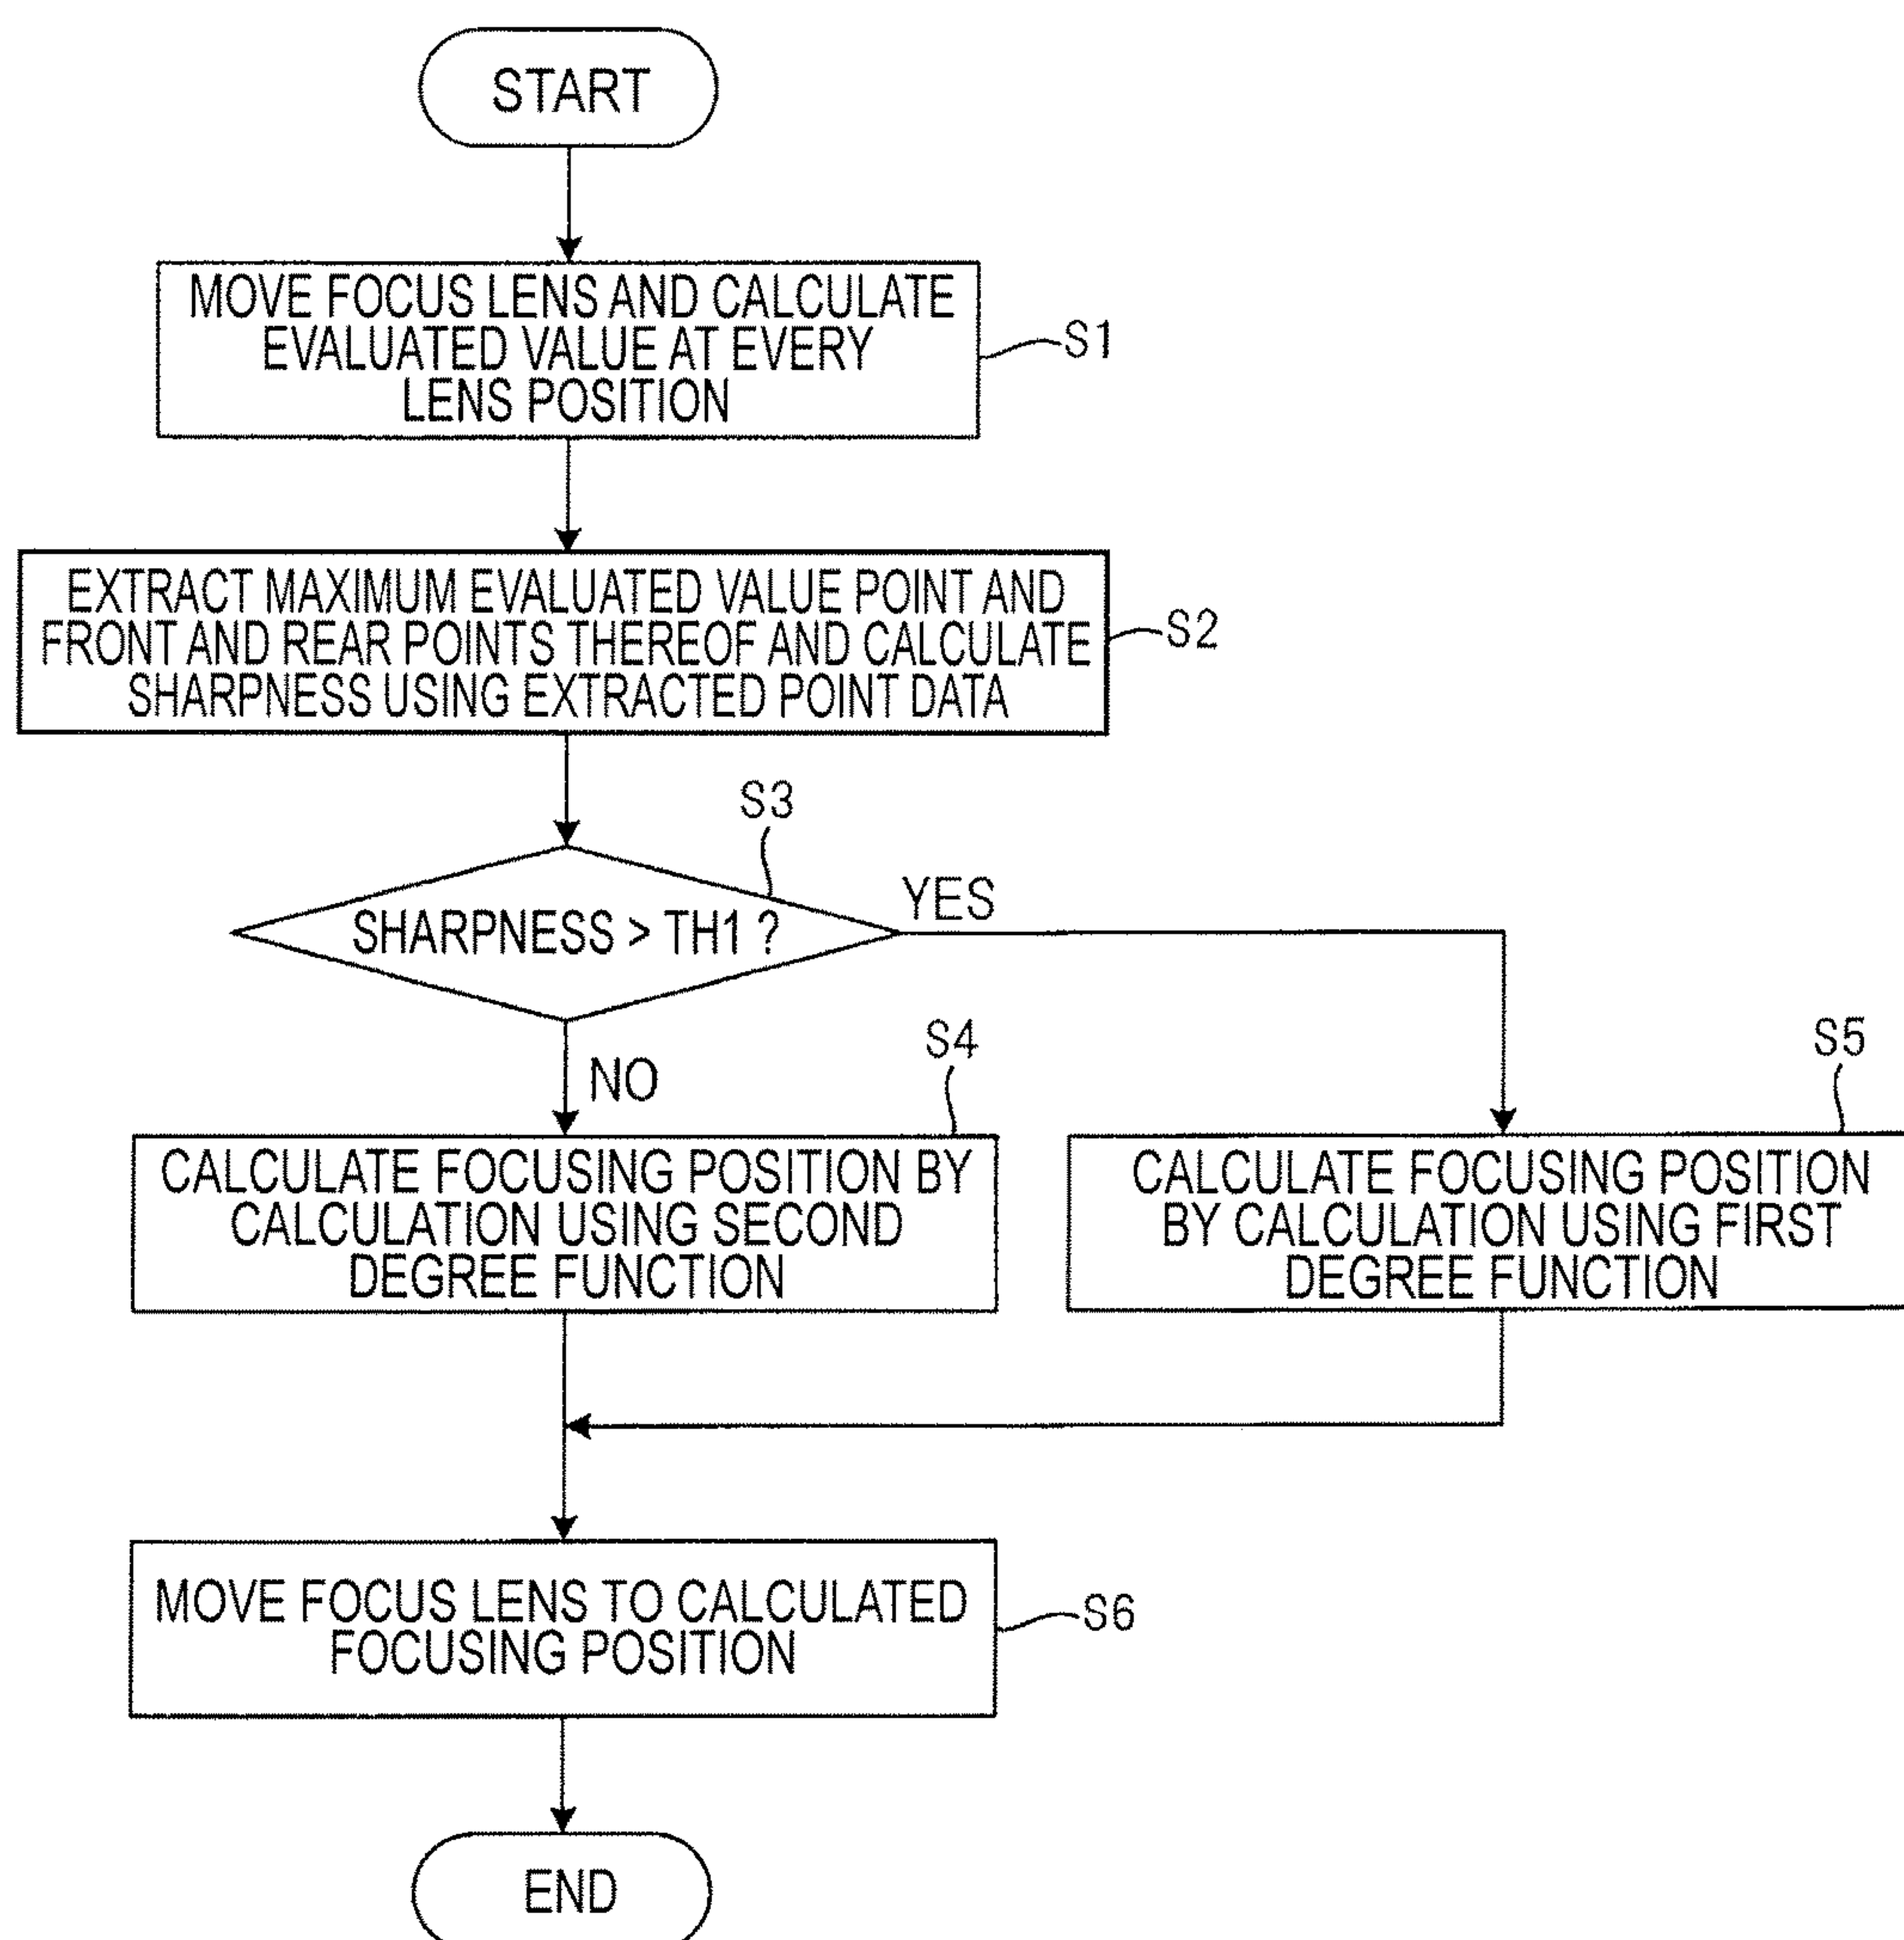 START
MOVE FOCUS LENS AND CALCULATE
EVALUATED VALUE AT EVERY
LENS POSITION
S1
EXTRACT MAXIMUM EVALUATED VALUE POINT AND
FRONT AND REAR POINTS THEREOF AND CALCULATE
SHARPNESS USING EXTRACTED POINT DATA
S2
S3
SHARPNESS > TH1 ?
YES
NO
S4
CALCULATE FOCUSING POSITION BY
CALCULATION USING SECOND
DEGREE FUNCTION
S5
CALCULATE FOCUSING POSITION
BY CALCULATION USING FIRST
DEGREE FUNCTION
MOVE FOCUS LENS TO CALCULATED
FOCUSING POSITION
S6
END